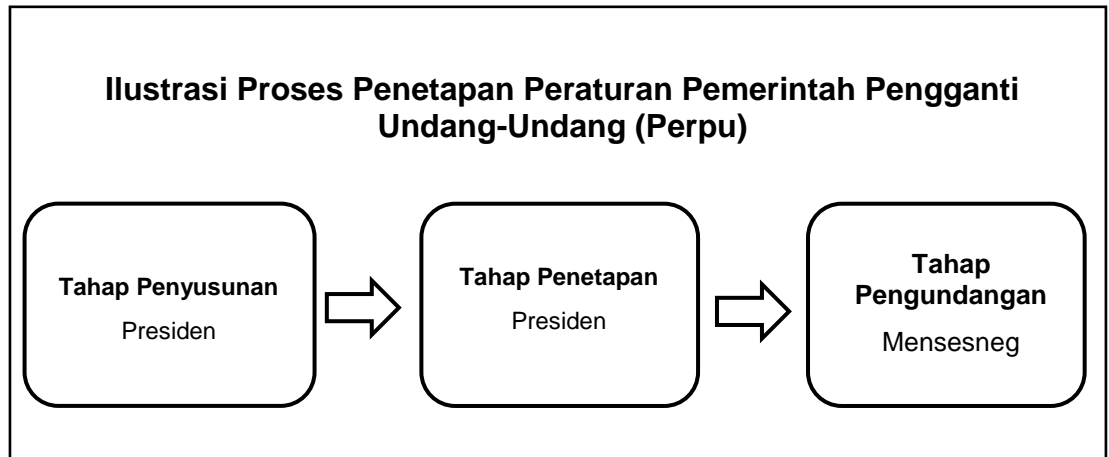 Ilustrasi Proses Penetapan Peraturan Pemerintah Pengganti
Undang-Undang (Perpu)
Tahap Penyusunan
Presiden
Tahap Penetapan
Presiden
Tahap
Pengundangan
Mensesneg